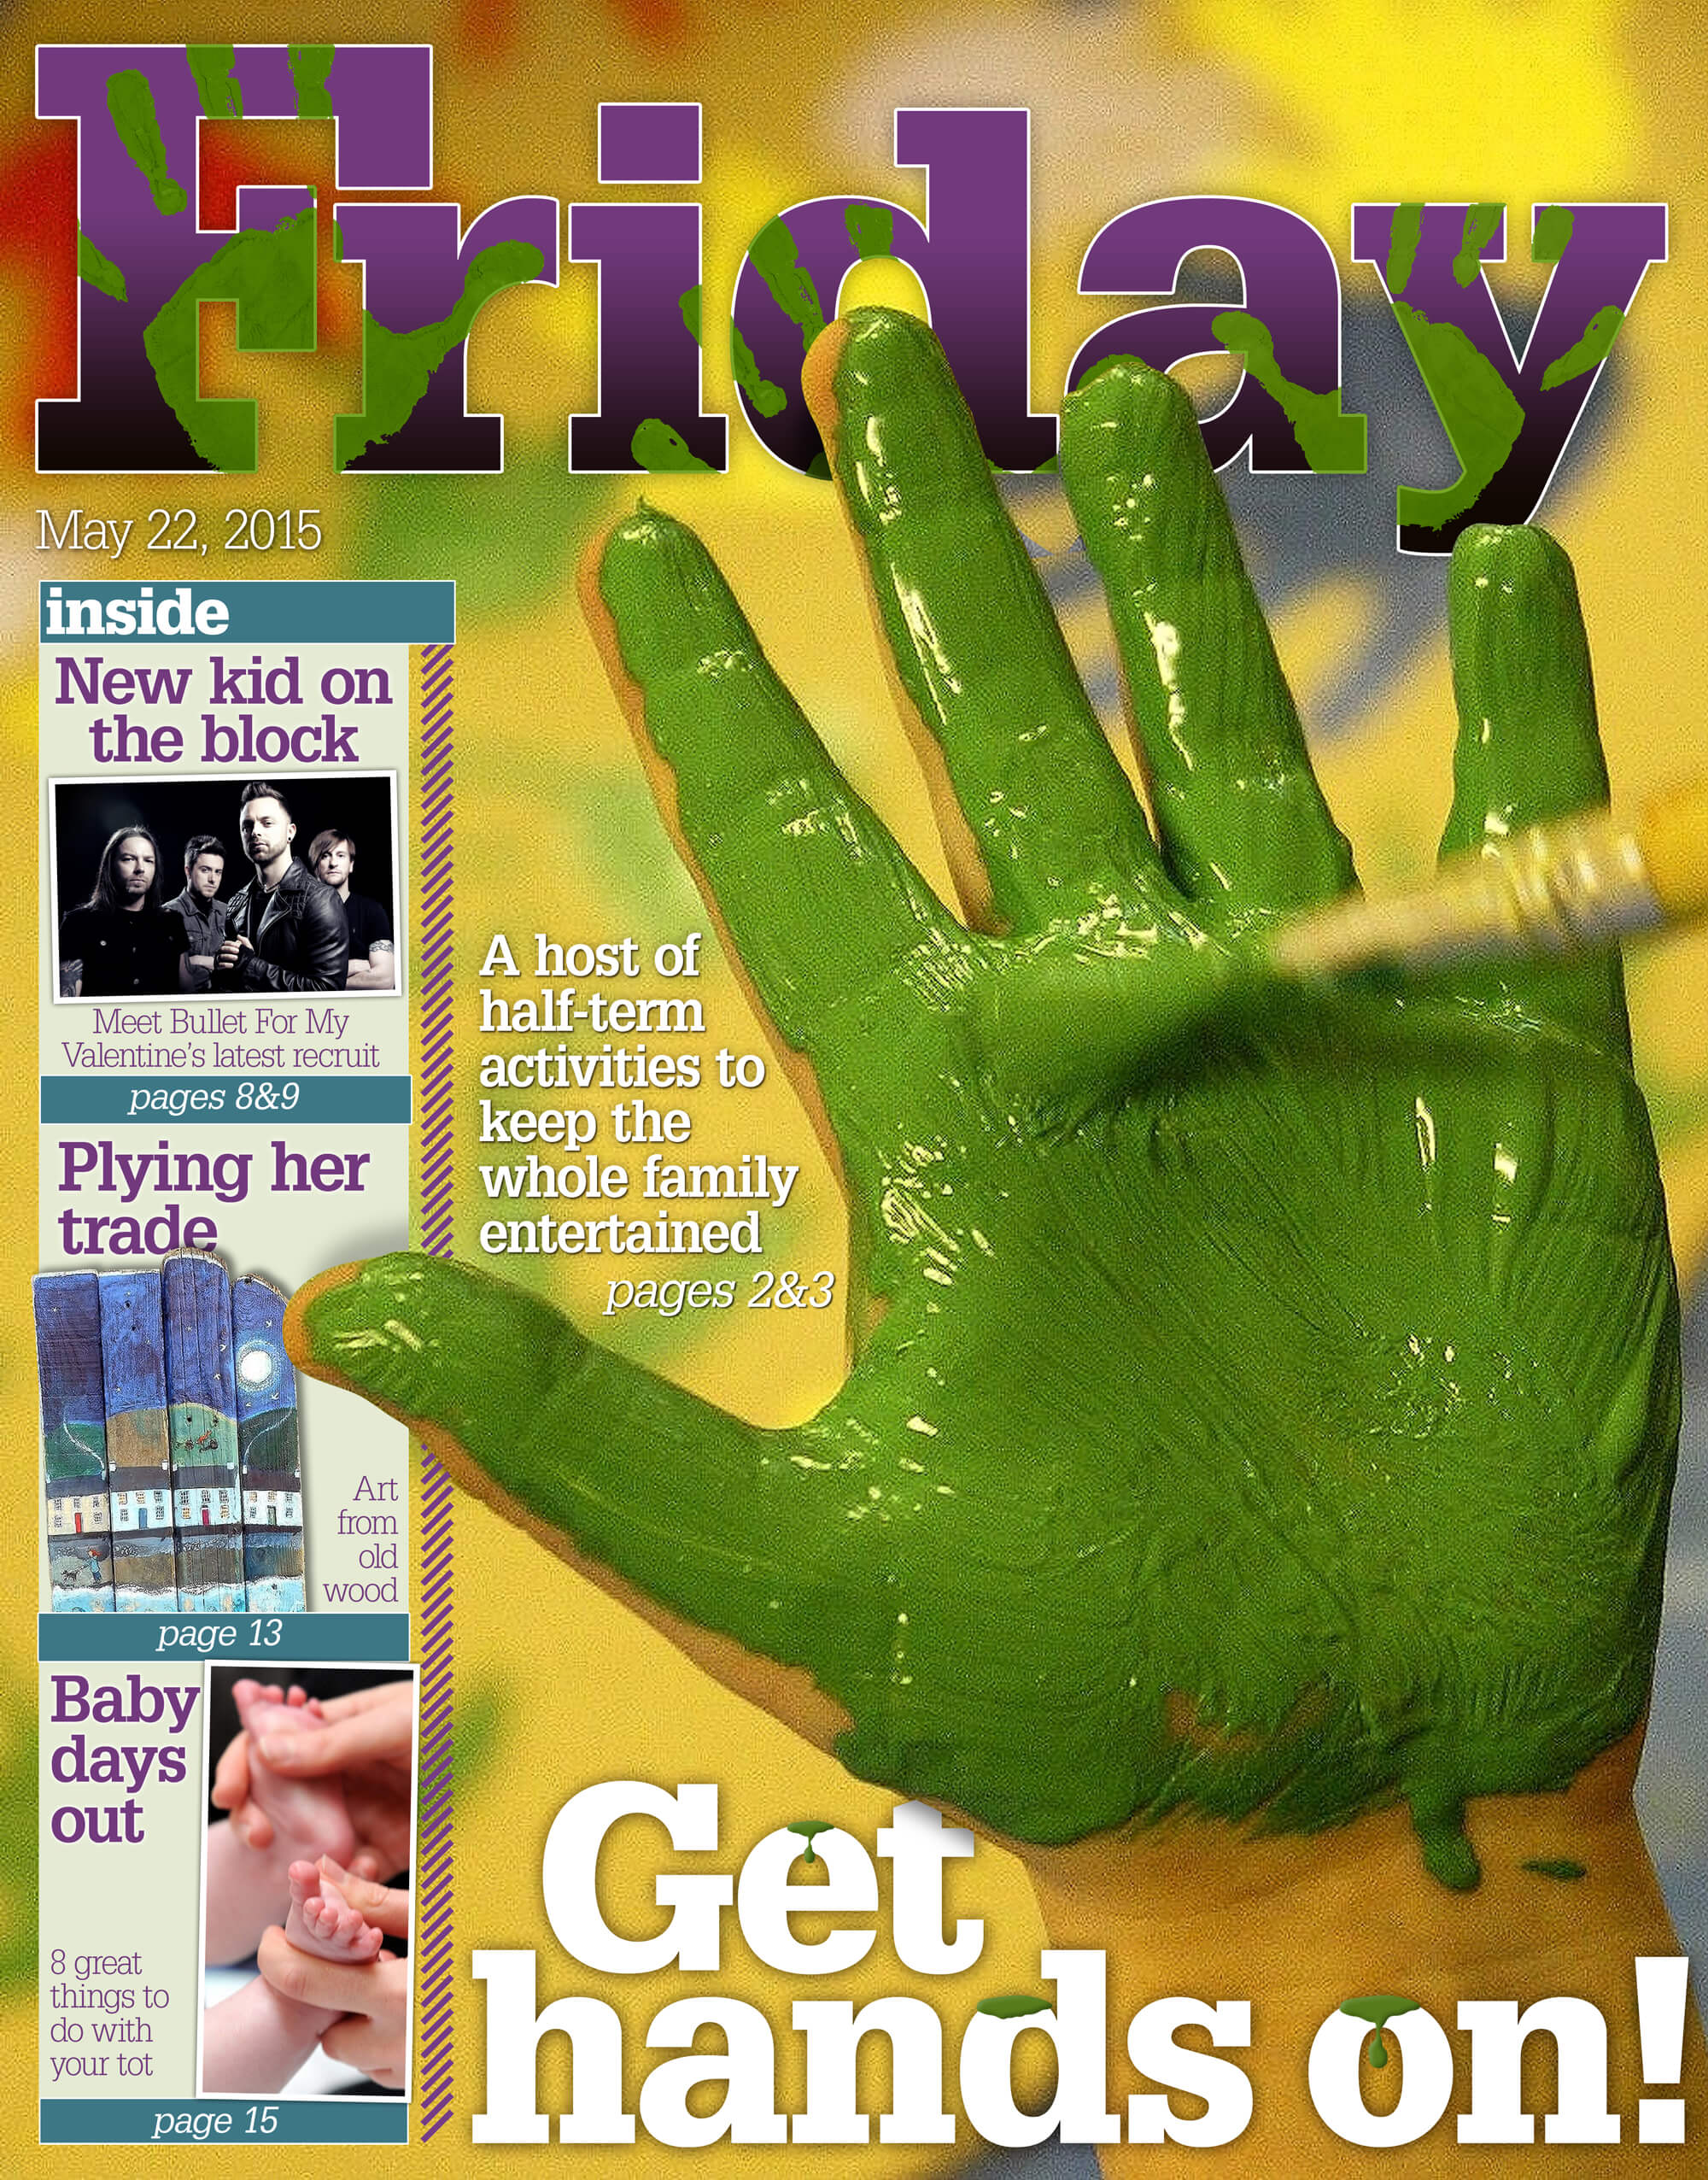 Friday
May 22, 2015
inside
New kid on
the block
Meet Bullet For My
Valentine's latest recruit
pages 8&9
Plying her
trade
Art
from
old
wood
page 13
Baby
days
out
8 great
things to
do with
your tot
page 15
A host of
half-term
activities to
keep the
whole family
entertained
pages 2&3
Get
hands on!